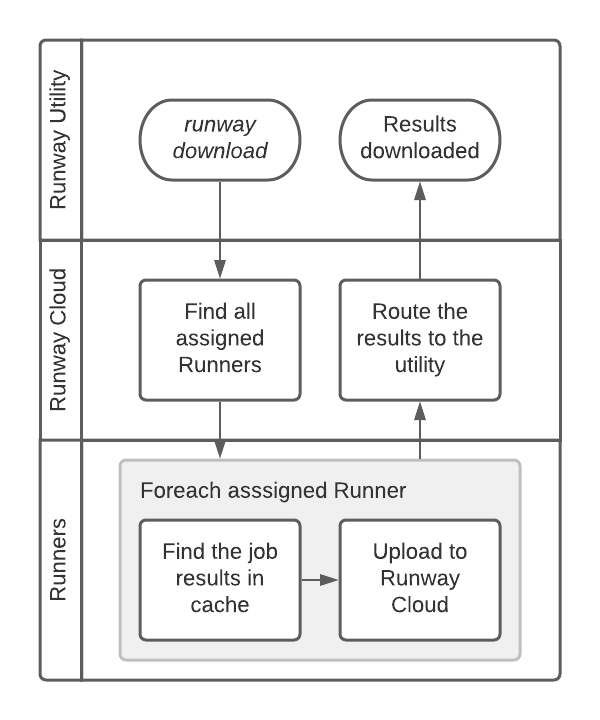 Runway Utility
runway
download
Results
downloaded
Runway Cloud
Find all
assigned
Runners
Route the
results to the
utility
Runners
Foreach asssigned Runner
Find the job
results in
cache
Upload to
Runway
Cloud